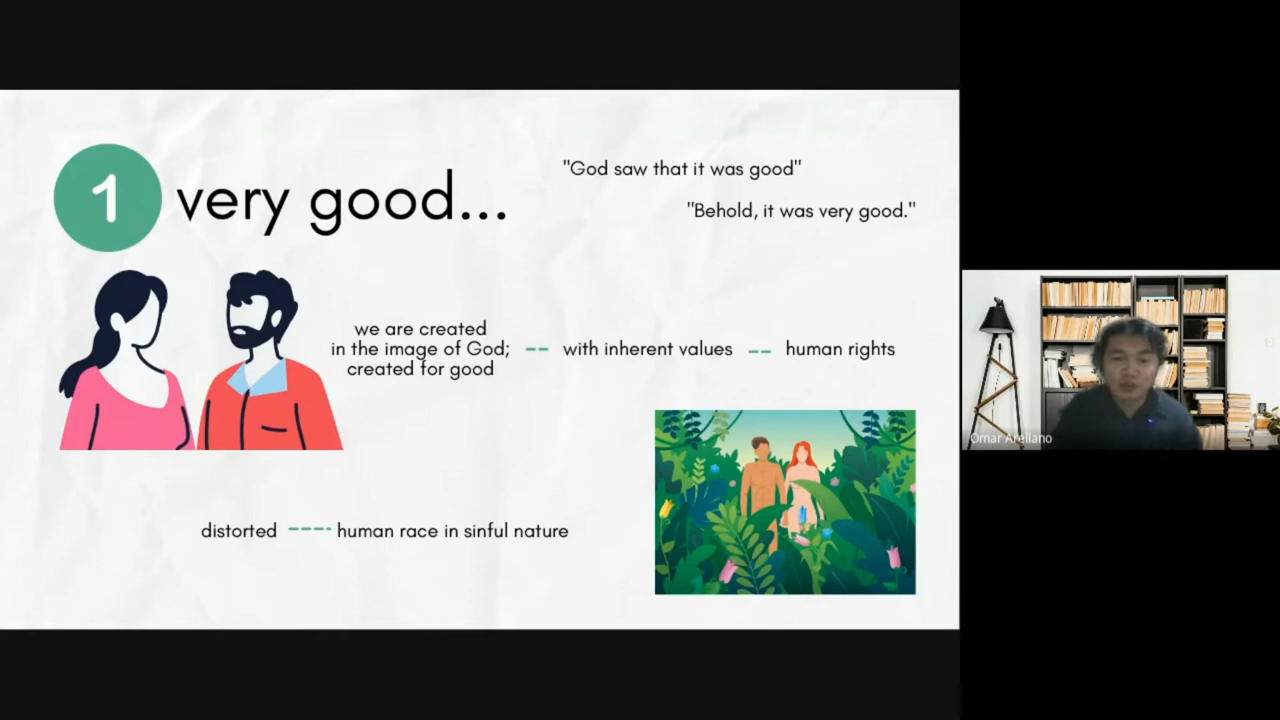 1
very good...
"God saw that it was good"
"Behold, it was very good."
we are created
in the image of God;
created for good
with inherent values
human rights
Omar Arellano
distorted
human race in sinful nature